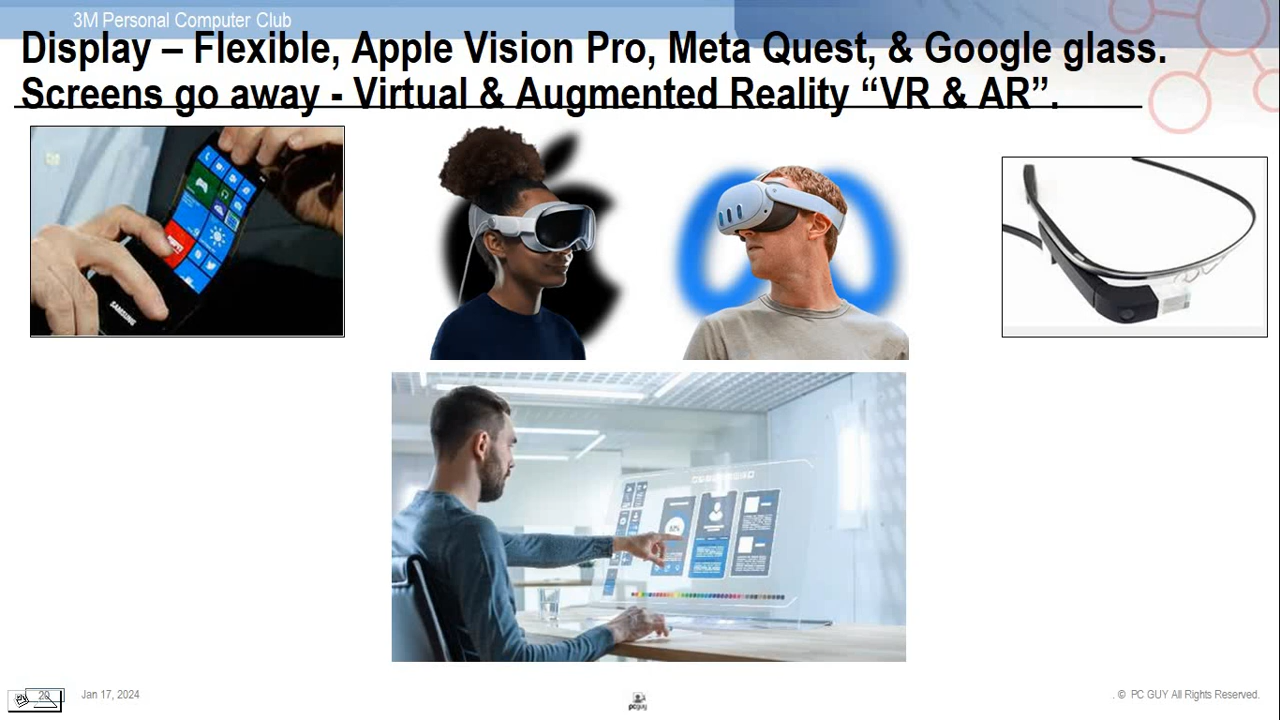 3M Personal Computer Club
Display – Flexible, Apple Vision Pro, Meta Quest, & Google glass.
Screens go away - Virtual & Augmented Reality “VR & AR”.
SAMSUNG
20
Jan 17, 2024
. © PC GUY All Rights Reserved.